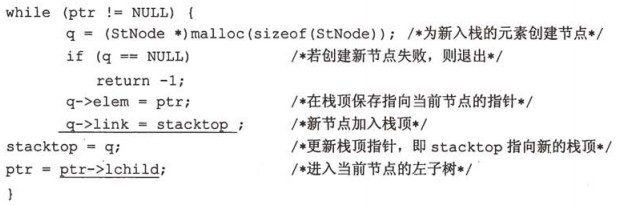 while (ptr != NULL) {
q = (StNode *)malloc(sizeof(StNode)); /*为新入栈的元素创建节点*/
if (q == NULL) /*若创建新节点失败，则退出*/
return -1;
q->elem = ptr; /*在栈顶保存指向当前节点的指针*/
q->link = stacktop ; /*新节点加入栈顶*/
stacktop = q; /*更新栈顶指针，即 stacktop 指向新的栈顶*/
ptr = ptr->lchild; /*进入当前节点的左子树*/
}